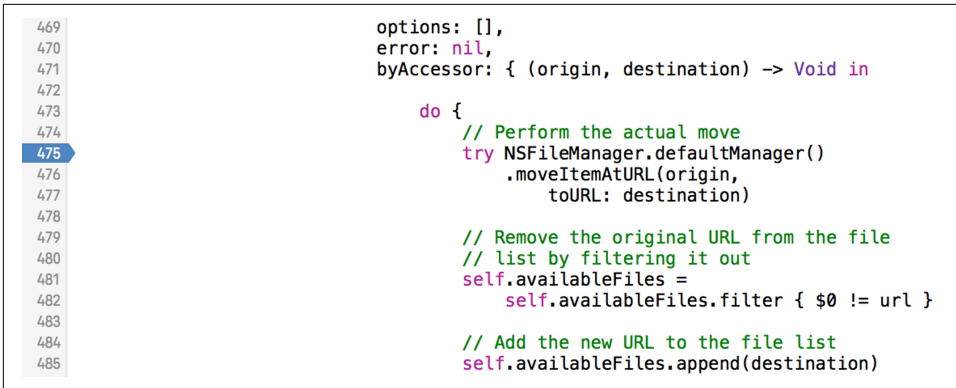 469 options: [],
470 error: nil,
471 byAccessor: { (origin, destination) -> Void in
472
473 do {
474 // Perform the actual move
475 try NSFileManager.defaultManager()
476 .moveItemAtURL(origin,
477 toURL: destination)
478
479 // Remove the original URL from the file
480 // list by filtering it out
481 self.availableFiles =
482 self.availableFiles.filter { $0 != url }
483
484 // Add the new URL to the file list
485 self.availableFiles.append(destination)